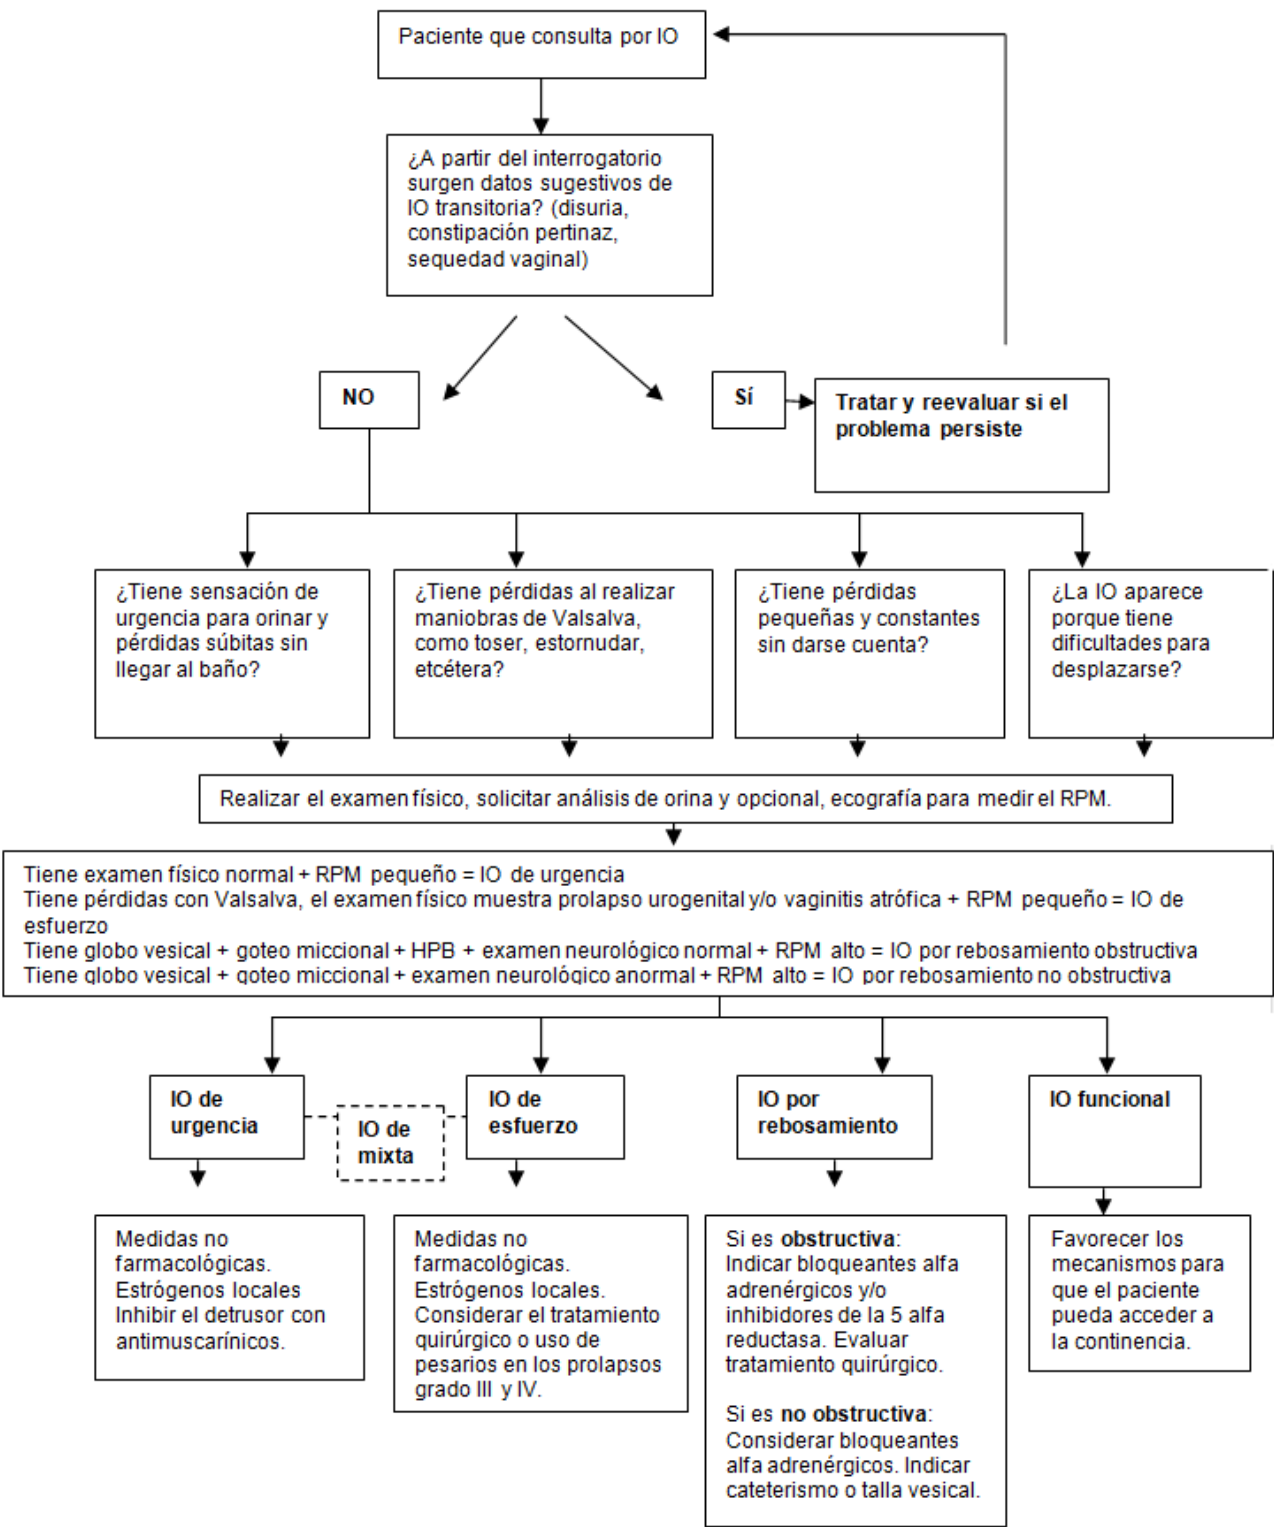 Paciente que consulta por IO
¿A partir del interrogatorio
surgen datos sugestivos de
IO transitoria? (disuria,
constipación pertinaz,
sequedad vaginal)
NO
Sí
Tratar y reevaluar si el
problema persiste
¿Tiene sensación de
urgencia para orinar y
pérdidas súbitas sin
llegar al baño?
¿Tiene pérdidas al realizar
maniobras de Valsalva,
como toser, estornudar,
etcétera?
¿Tiene pérdidas
pequeñas y constantes
sin darse cuenta?
¿La IO aparece
porque tiene
dificultades para
desplazarse?
Realizar el examen físico, solicitar análisis de orina y opcional, ecografía para medir el RPM.
Tiene examen físico normal + RPM pequeño = IO de urgencia
Tiene pérdidas con Valsalva, el examen físico muestra prolapso urogenital y/o vaginitis atrófica + RPM pequeño = IO de
esfuerzo
Tiene globo vesical + goteo miccional + HPB + examen neurológico normal + RPM alto = IO por rebosamiento obstructiva
Tiene globo vesical + goteo miccional + examen neurológico anormal + RPM alto = IO por rebosamiento no obstructiva
IO de
urgencia
IO de
mixta
IO de
esfuerzo
IO por
rebosamiento
IO funcional
Medidas no
farmacológicas.
Estrógenos locales
Inhibir el detrusor con
antimuscarínicos.
Medidas no
farmacológicas.
Estrógenos locales.
Considerar el tratamiento
quirúrgico o uso de
pesarios en los prolapsos
grado III y IV.
Si es obstructiva:
Indicar bloqueantes alfa
adrenérgicos y/o
inhibidores de la 5 alfa
reductasa. Evaluar
tratamiento quirúrgico.
Si es no obstructiva:
Considerar bloqueantes
alfa adrenérgicos. Indicar
cateterismo o talla vesical.
Favorecer los
mecanismos para
que el paciente
pueda acceder a
la continencia.